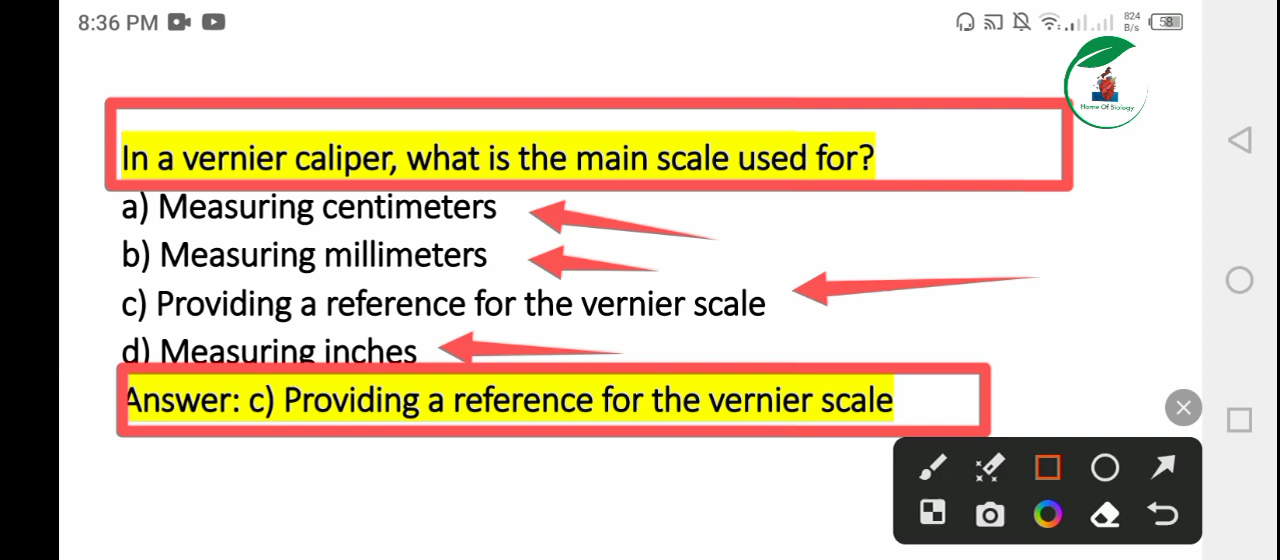 8:36 PM
824
B/s
58
Home Of Biology
In a vernier caliper, what is the main scale used for?
a) Measuring centimeters
b) Measuring millimeters
c) Providing a reference for the vernier scale
d) Measuring inches
Answer: c) Providing a reference for the vernier scale